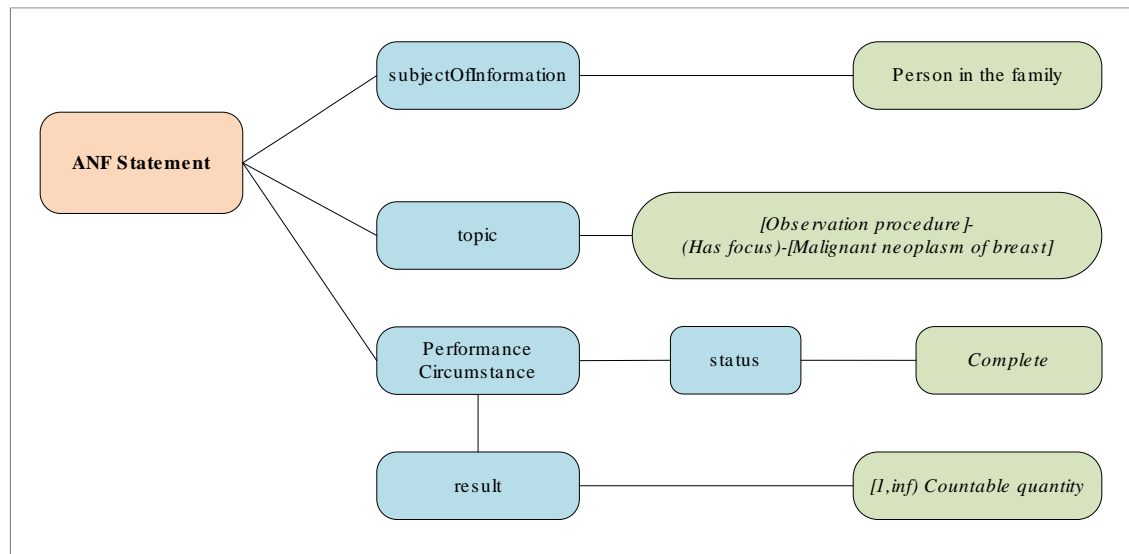 subjectOfInformation
Person in the family
ANF Statement
topic
[Observation procedure]-
(Has focus)-[Malignant neoplasm of breast]
Performance
Circumstance
status
Complete
result
[1,inf) Countable quantity